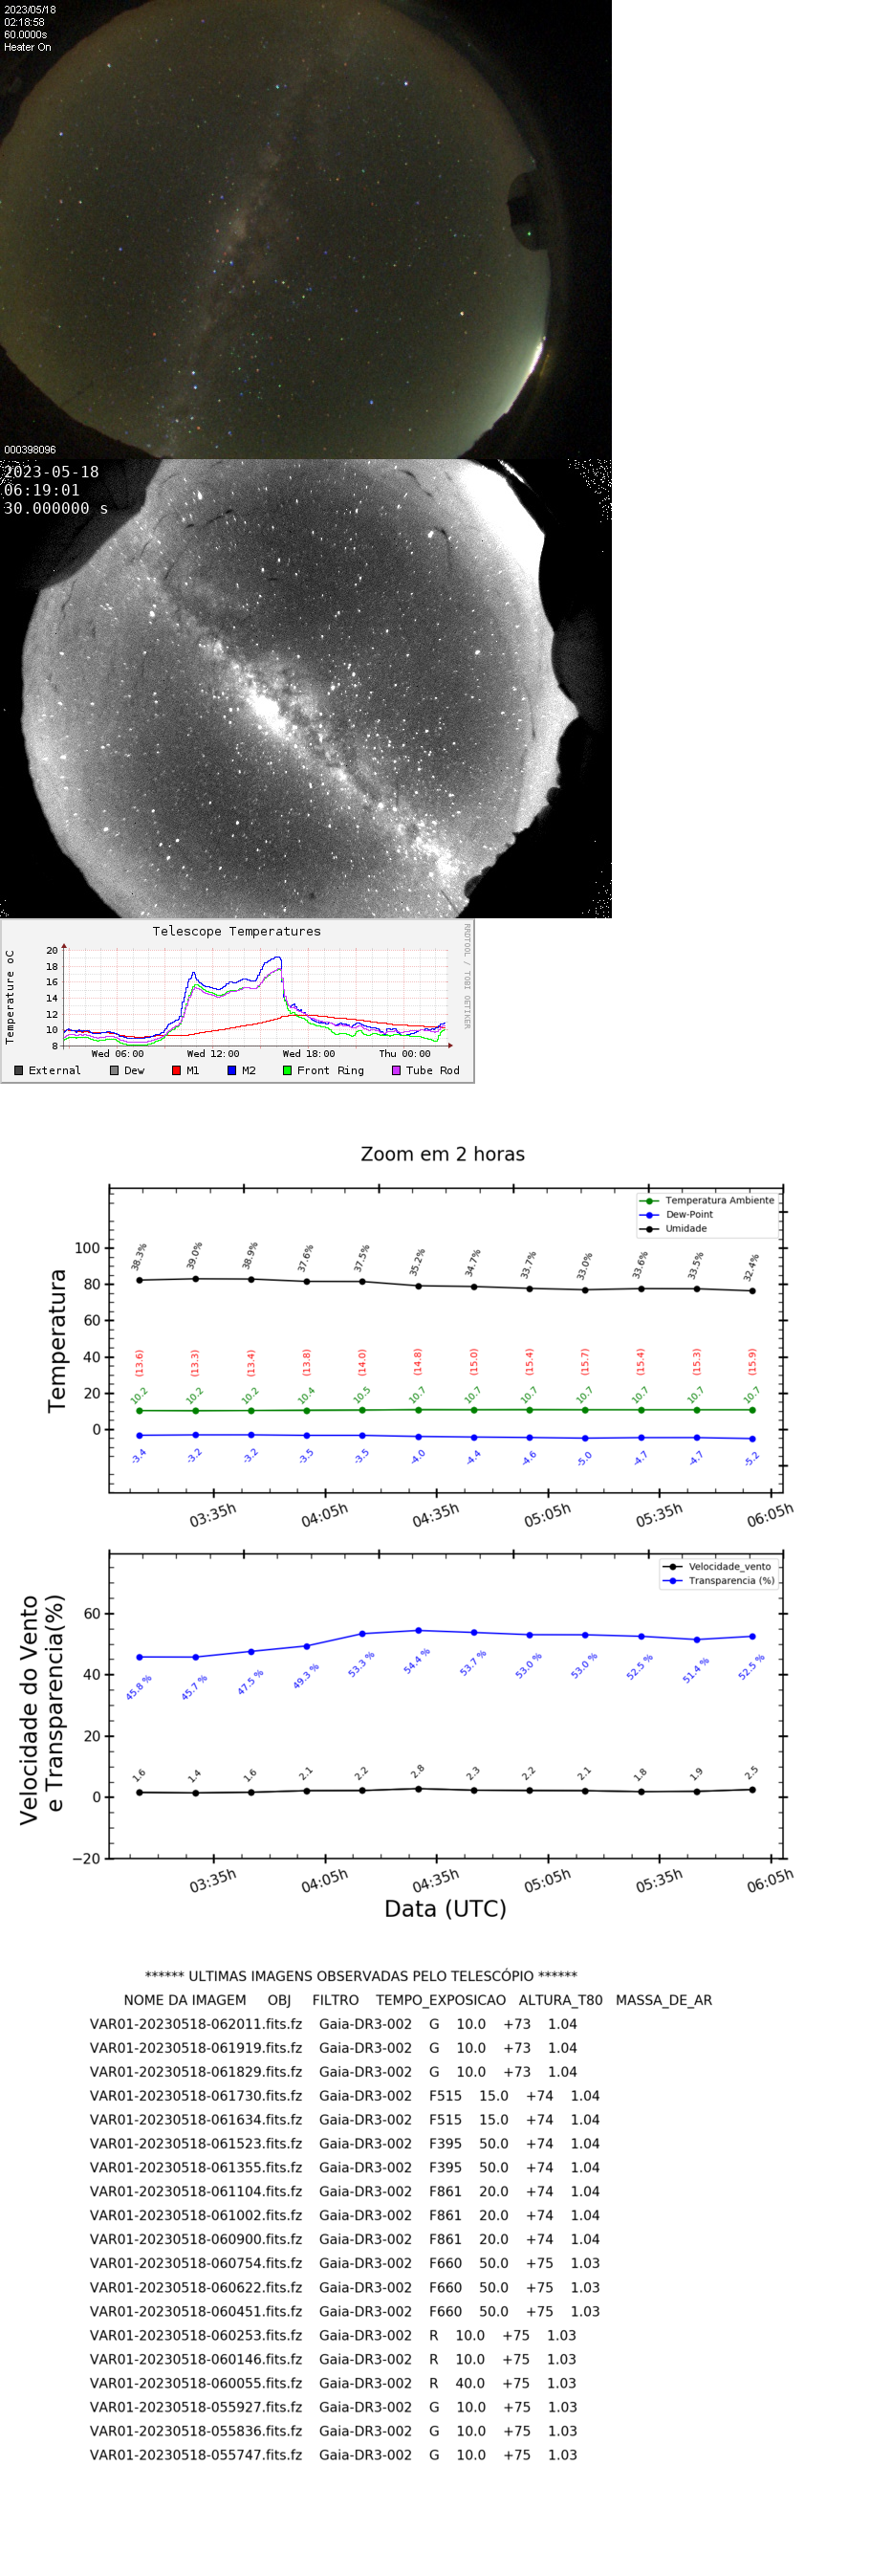 2023/05/18
02:18:58
60.0000s
Heater On
000398096
2023-05-18
06:19:01
30.000000 s
Telescope Temperatures
RRDTOOL / TOBI OETIKER
Temperature oC
20
18
16
14
12
10
8
Wed 06:00 Wed 12:00 Wed 18:00 Thu 00:00
External Dew M1 M2 Front Ring Tube Rod
Zoom em 2 horas
Temperatura Ambiente
Dew-Point
Umidade
Temperatura
100
80
60
40
20
0
38.3% 39.0% 38.9% 37.6% 37.5% 35.2% 34.7% 33.7% 33.0% 33.6% 33.5% 32.4%
(13.6) (13.3) (13.4) (13.8) (14.0) (14.8) (15.0) (15.4) (15.7) (15.4) (15.3) (15.9)
10.2 10.2 10.2 10.4 10.5 10.7 10.7 10.7 10.7 10.7 10.7 10.7
-3.4 -3.2 -3.2 -3.5 -3.5 -4.0 -4.4 -4.6 -5.0 -4.7 -4.7 -5.2
03:35h 04:05h 04:35h 05:05h 05:35h 06:05h
Velocidade_vento
Transparencia (%)
Velocidade do Vento
e Transparencia(%)
60
40
20
0
−20
45.8 % 45.7 % 47.5 % 49.3 % 53.3 % 54.4 % 53.7 % 53.0 % 53.0 % 52.5 % 51.4 % 52.5 %
1.6 1.4 1.6 2.1 2.2 2.8 2.3 2.2 2.1 1.8 1.9 2.5
03:35h 04:05h 04:35h 05:05h 05:35h 06:05h
Data (UTC)
****** ULTIMAS IMAGENS OBSERVADAS PELO TELESCÓPIO ******
NOME DA IMAGEM OBJ FILTRO TEMPO_EXPOSICAO ALTURA_T80 MASSA_DE_AR
VAR01-20230518-062011.fits.fz Gaia-DR3-002 G 10.0 +73 1.04
VAR01-20230518-061919.fits.fz Gaia-DR3-002 G 10.0 +73 1.04
VAR01-20230518-061829.fits.fz Gaia-DR3-002 G 10.0 +73 1.04
VAR01-20230518-061730.fits.fz Gaia-DR3-002 F515 15.0 +74 1.04
VAR01-20230518-061634.fits.fz Gaia-DR3-002 F515 15.0 +74 1.04
VAR01-20230518-061523.fits.fz Gaia-DR3-002 F395 50.0 +74 1.04
VAR01-20230518-061355.fits.fz Gaia-DR3-002 F395 50.0 +74 1.04
VAR01-20230518-061104.fits.fz Gaia-DR3-002 F861 20.0 +74 1.04
VAR01-20230518-061002.fits.fz Gaia-DR3-002 F861 20.0 +74 1.04
VAR01-20230518-060900.fits.fz Gaia-DR3-002 F861 20.0 +74 1.04
VAR01-20230518-060754.fits.fz Gaia-DR3-002 F660 50.0 +75 1.03
VAR01-20230518-060622.fits.fz Gaia-DR3-002 F660 50.0 +75 1.03
VAR01-20230518-060451.fits.fz Gaia-DR3-002 F660 50.0 +75 1.03
VAR01-20230518-060253.fits.fz Gaia-DR3-002 R 10.0 +75 1.03
VAR01-20230518-060146.fits.fz Gaia-DR3-002 R 10.0 +75 1.03
VAR01-20230518-060055.fits.fz Gaia-DR3-002 R 40.0 +75 1.03
VAR01-20230518-055927.fits.fz Gaia-DR3-002 G 10.0 +75 1.03
VAR01-20230518-055836.fits.fz Gaia-DR3-002 G 10.0 +75 1.03
VAR01-20230518-055747.fits.fz Gaia-DR3-002 G 10.0 +75 1.03